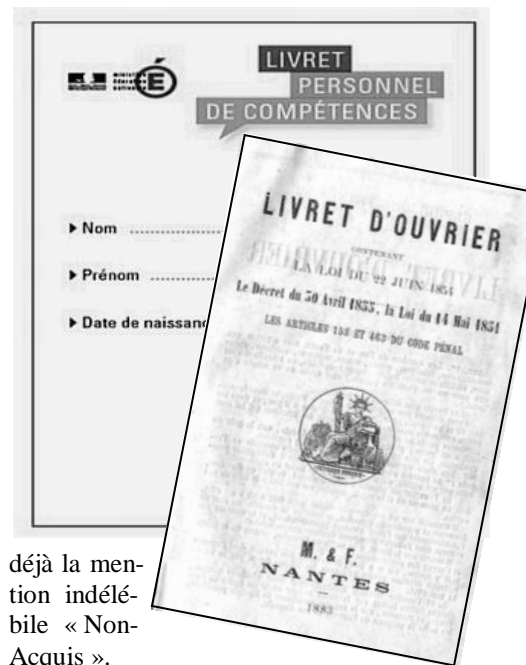 LIVRET
PERSONNEL
DE COMPÉTENCES
▸ Nom
▸ Prénom
▸ Date de naissanc
LIVRET D'OUVRIER
CONTENANT
LA LOI DU 22 JUIN 1854
Le Décret du 30 Avril 1855, la Loi du 14 Mai 1851
LES ARTICLES 153 ET 463 DU CODE PÉNAL
M. & F.
NANTES
1883
déjà la men-
tion indélé-
bile « Non-
Acquis ».